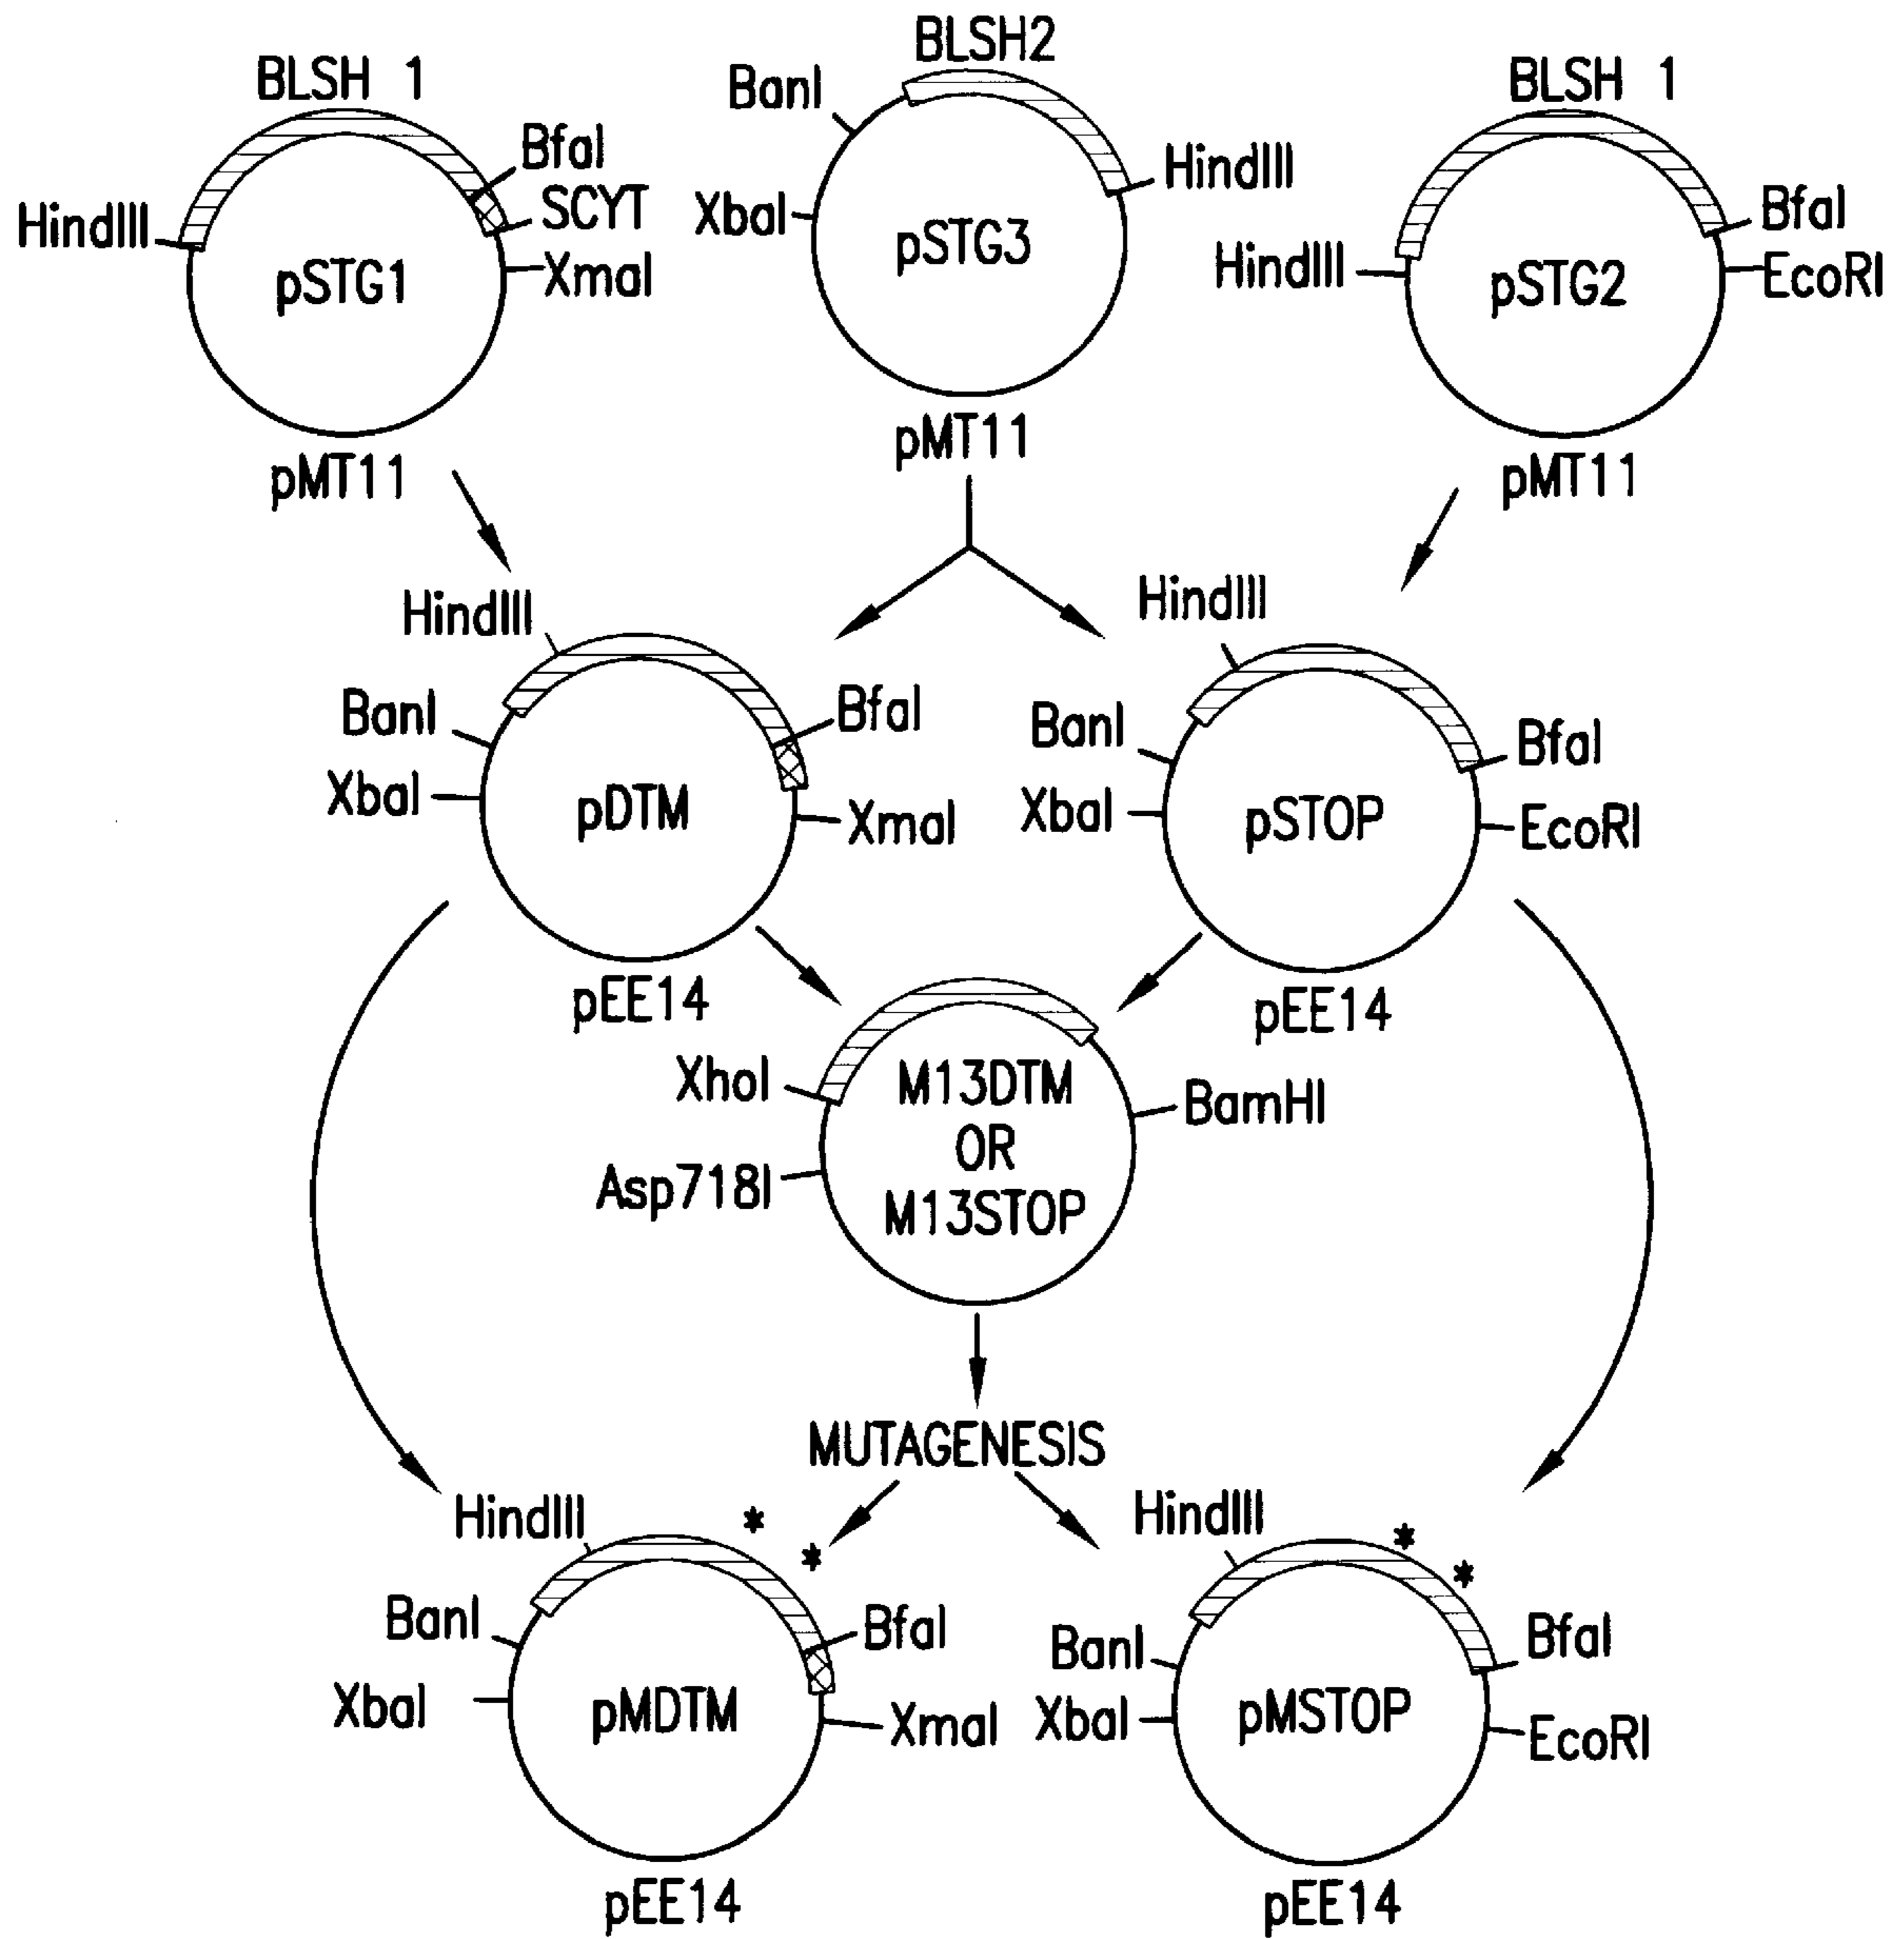 BLSH 1
BfaI
SCYT
HindIII
XmaI
pSTG1
pMT11
BLSH2
BanI
HindIII
XbaI
pSTG3
pMT11
BLSH 1
BfaI
HindIII
EcoRI
pSTG2
pMT11
HindIII
BanI
BfaI
XbaI
pDTM
XmaI
pEE14
HindIII
BanI
BfaI
XbaI
pSTOP
EcoRI
pEE14
XhoI
M13DTM
OR
M13STOP
BamHI
Asp718I
MUTAGENESIS
HindIII
*
*
BanI
BfaI
XbaI
pMDTM
XmaI
pEE14
HindIII
*
*
BanI
BfaI
XbaI
pMSTOP
EcoRI
pEE14